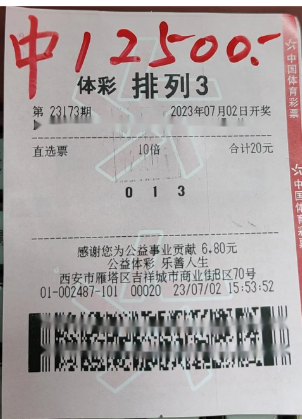 中12500.-
体彩 排列3
第 23173期 2023年07月02日开奖
直选票 10倍 合计20元
0 1 3
感谢您为公益事业贡献 6.80元
公益体彩 乐善人生
西安市雁塔区吉祥城市商业街B区70号
01-002487-101 00020 23/07/02 15:53:52
中国体育彩票
中国体育彩票